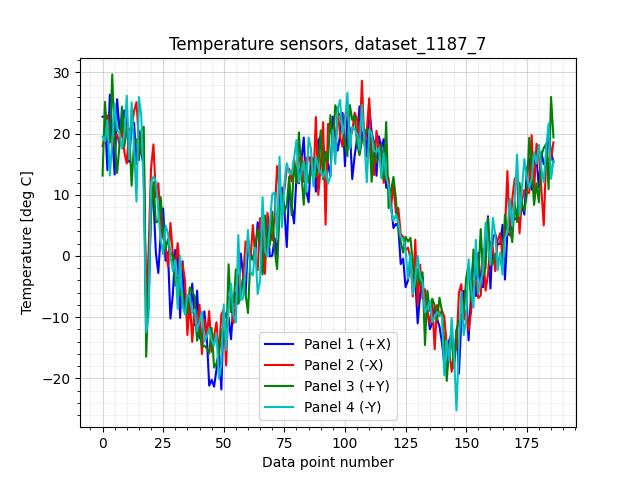 Temperature sensors, dataset_1187_7
Temperature [deg C]
30
20
10
0
−10
−20
Panel 1 (+X)
Panel 2 (-X)
Panel 3 (+Y)
Panel 4 (-Y)
0 25 50 75 100 125 150 175
Data point number